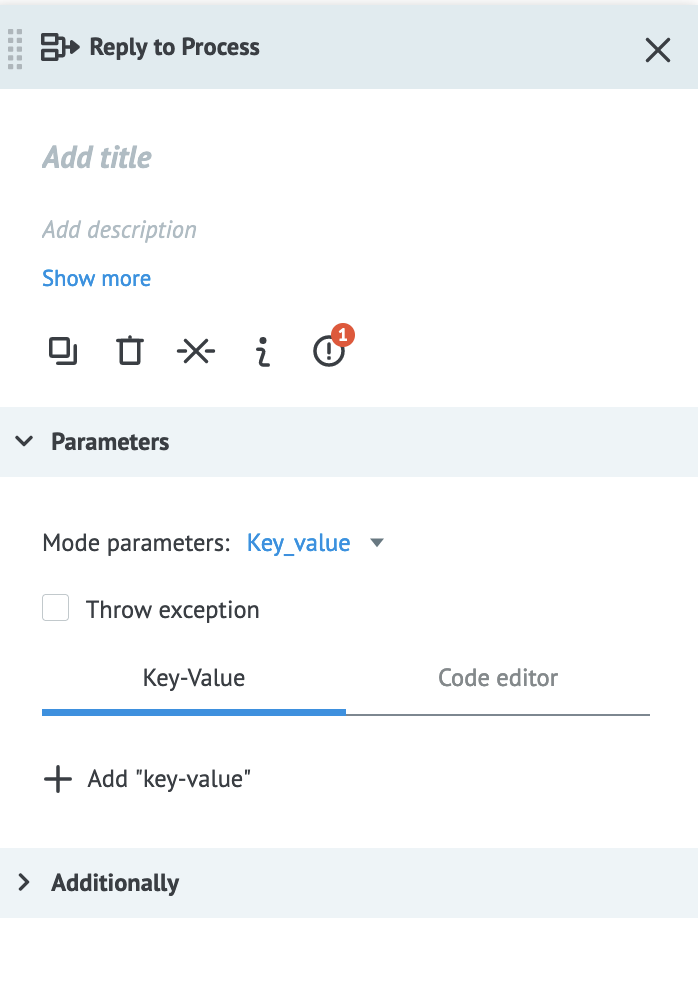 Reply to Process
Add title
Add description
Show more
1
Parameters
Mode parameters: Key_value
Throw exception
Key-Value Code editor
Add "key-value"
Additionally